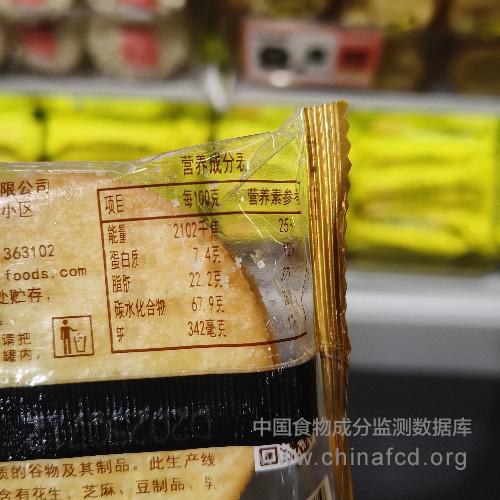 限公司
小区
363102
foods.com
处贮存,
请把
罐内。
营养成分表
项目 每100克 营养素参考
能量 2102千焦 25%
蛋白质 7.4克
脂肪 22.2克
碳水化合物 67.9克
钠 342毫克
质的谷物及其制品。此生产线
含有花生、芝麻、豆制品、乳
中国食物成分监测数据库
www.chinafcd.org